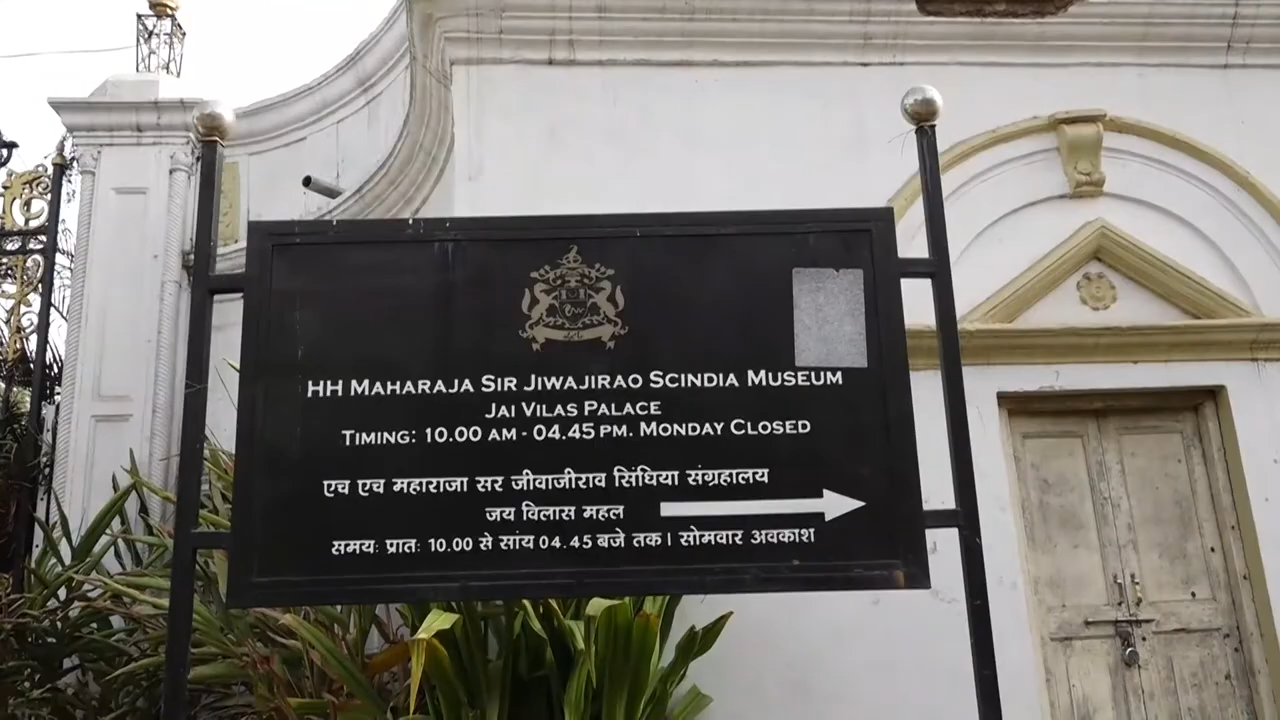 HH MAHARAJA SIR JIWAJIRAO SCINDIA MUSEUM
JAI VILAS PALACE
TIMING: 10.00 AM - 04.45 PM. MONDAY CLOSED
एच एच महाराजा सर जीवाजीराव सिंधिया संग्रहालय
जय विलास महल
समयः प्रातः 10.00 से सांय 04.45 बजे तक। सोमवार अवकाश